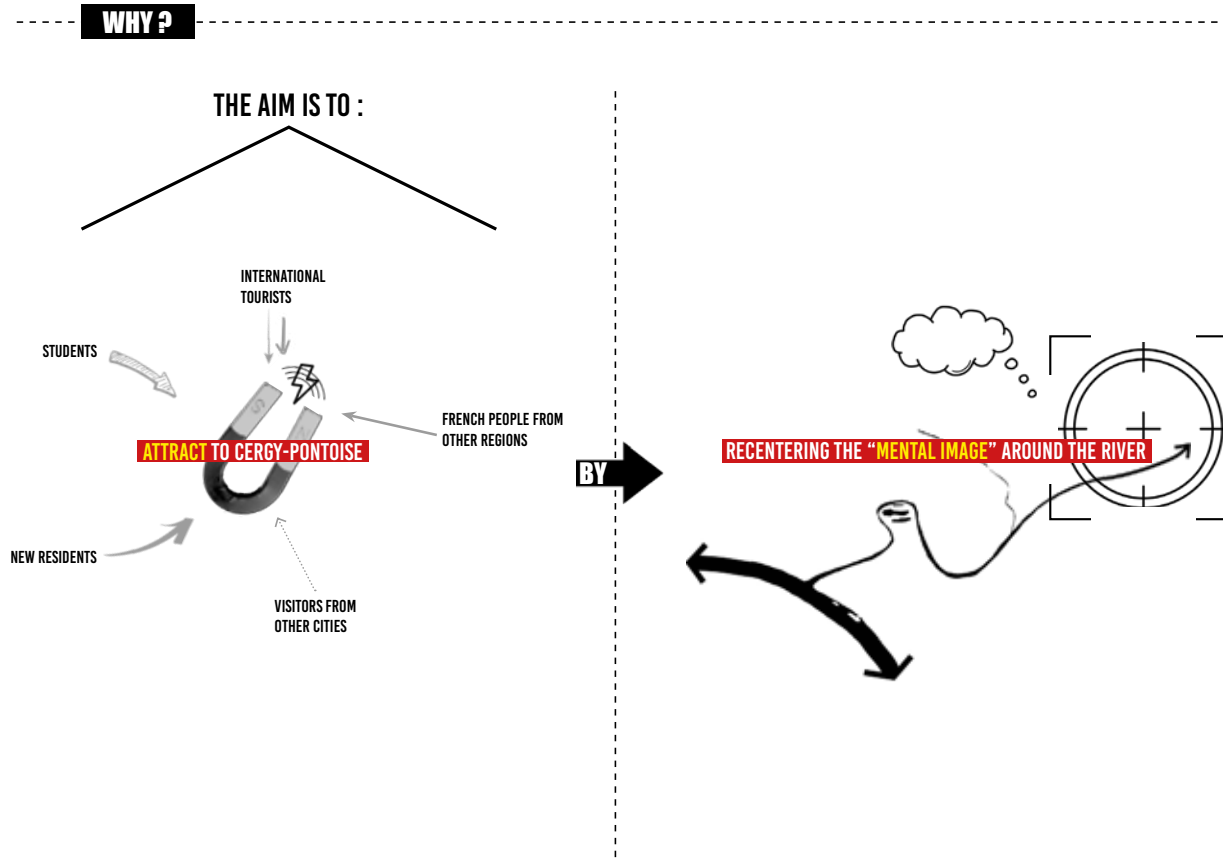 WHY ?
THE AIM IS TO :
INTERNATIONAL
TOURISTS
STUDENTS
S
N
FRENCH PEOPLE FROM
OTHER REGIONS
ATTRACT TO CERGY-PONTOISE
NEW RESIDENTS
VISITORS FROM
OTHER CITIES
BY
RECENTERING THE “MENTAL IMAGE” AROUND THE RIVER